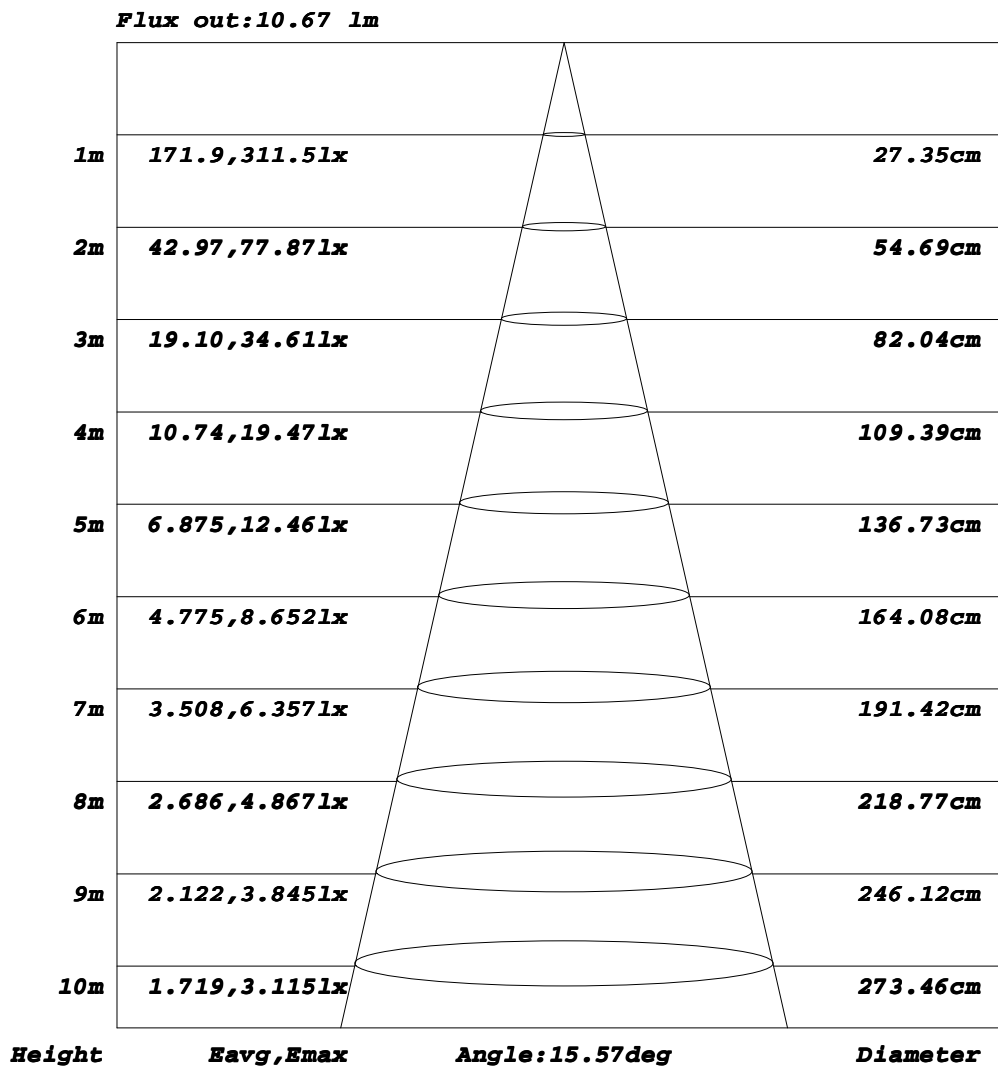 Flux out:10.67 lm
1m 171.9,311.5lx 27.35cm
2m 42.97,77.87lx 54.69cm
3m 19.10,34.61lx 82.04cm
4m 10.74,19.47lx 109.39cm
5m 6.875,12.46lx 136.73cm
6m 4.775,8.652lx 164.08cm
7m 3.508,6.357lx 191.42cm
8m 2.686,4.867lx 218.77cm
9m 2.122,3.845lx 246.12cm
10m 1.719,3.115lx 273.46cm
Height Eavg,Emax Angle:15.57deg Diameter